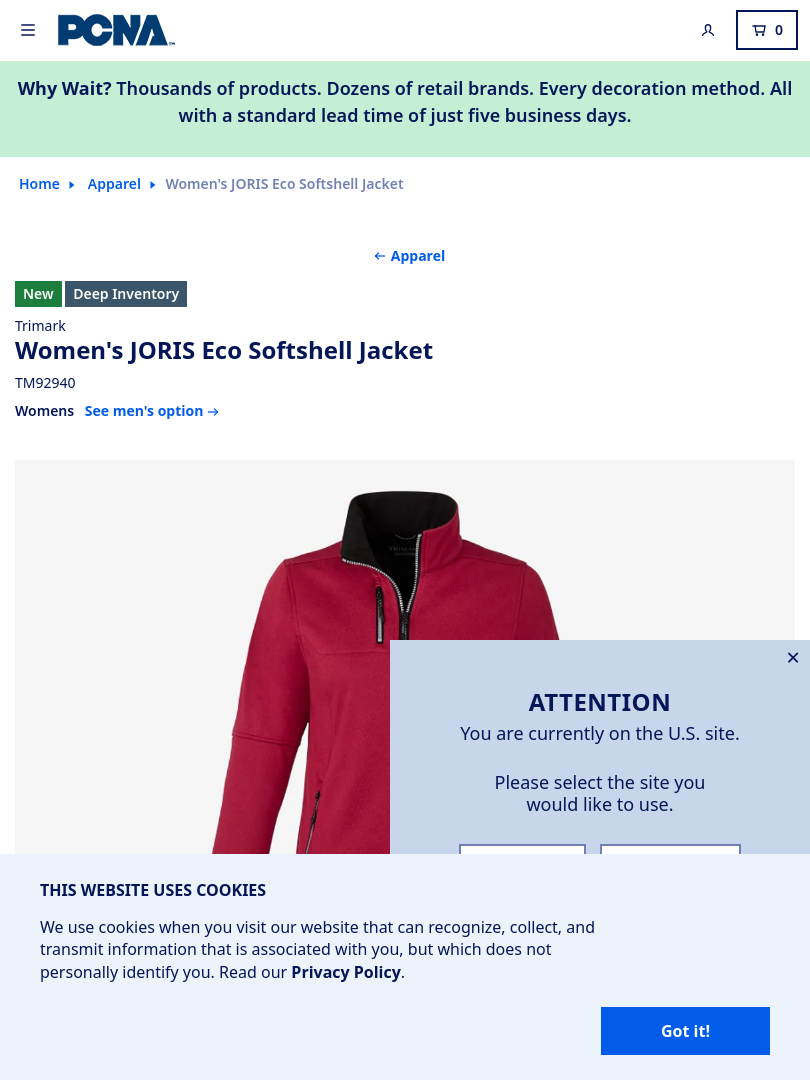 PCNA
0
Why Wait? Thousands of products. Dozens of retail brands. Every decoration method. All
with a standard lead time of just five business days.
Home Apparel Women's JORIS Eco Softshell Jacket
← Apparel
New Deep Inventory
Trimark
Women's JORIS Eco Softshell Jacket
TM92940
Womens See men's option →
ATTENTION
You are currently on the U.S. site.
Please select the site you
would like to use.
THIS WEBSITE USES COOKIES
We use cookies when you visit our website that can recognize, collect, and
transmit information that is associated with you, but which does not
personally identify you. Read our Privacy Policy.
Got it!